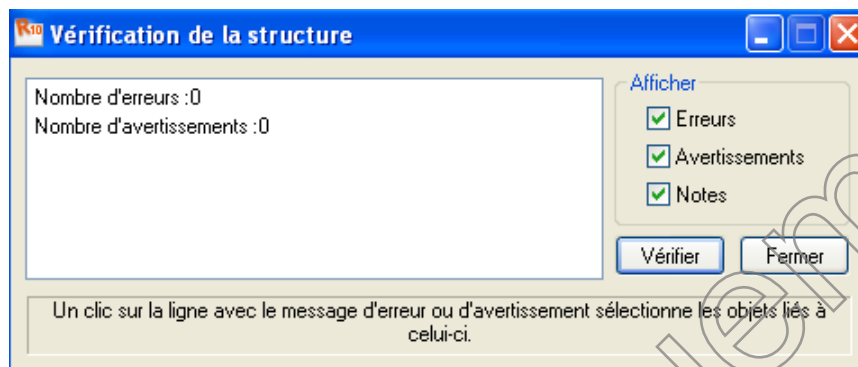 R10 Vérification de la structure
Nombre d'erreurs :0
Nombre d'avertissements :0
Afficher
Erreurs
Avertissements
Notes
Vérifier Fermer
Un clic sur la ligne avec le message d'erreur ou d'avertissement sélectionne les objets liés à
celui-ci.